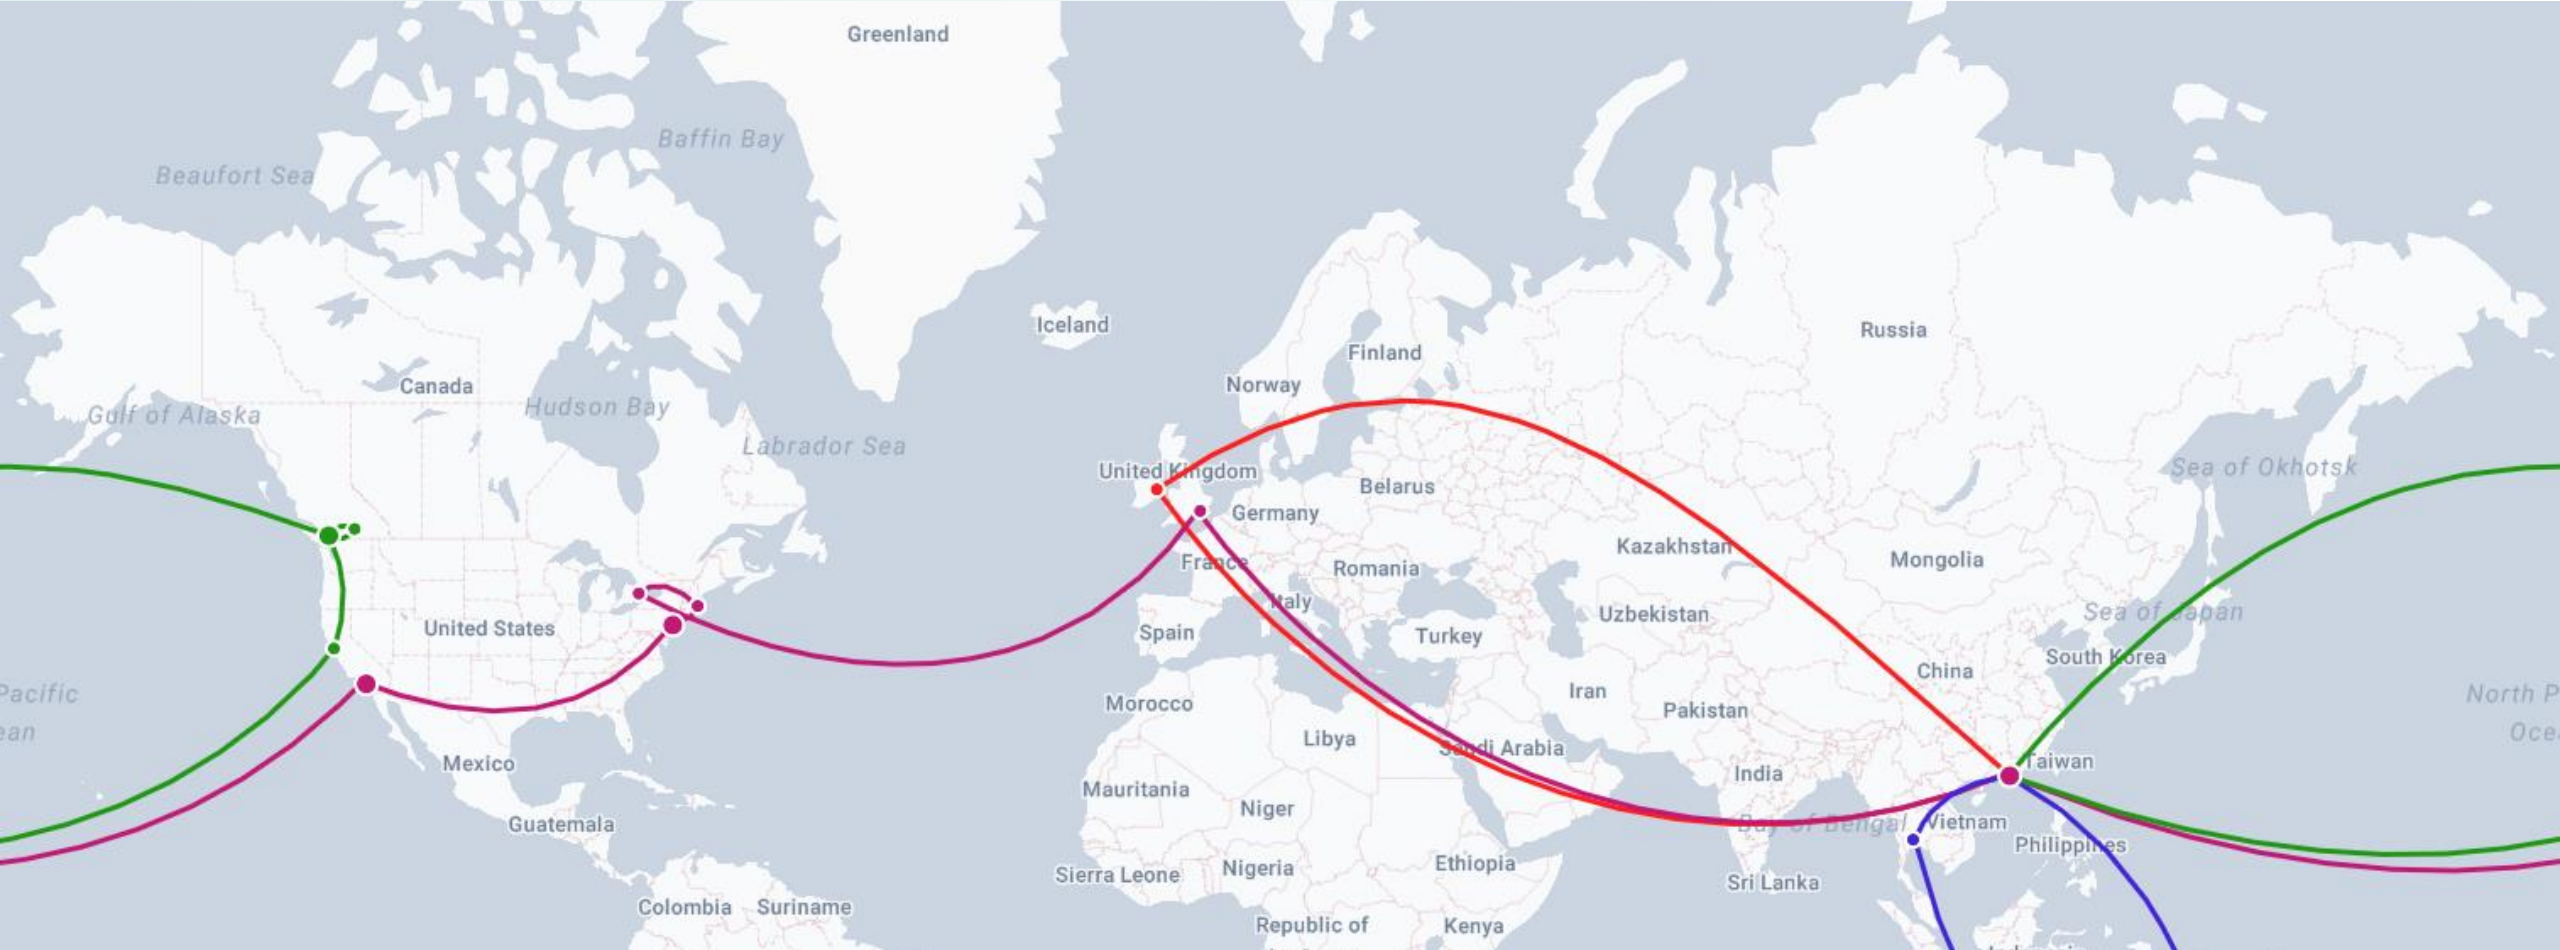 Greenland
Baffin Bay
Beaufort Sea
Iceland
Russia
Finland
Canada
Norway
Hudson Bay
Gulf of Alaska
Labrador Sea
United Kingdom
Sea of Okhotsk
Belarus
Germany
Kazakhstan
Mongolia
France
Romania
Italy
Uzbekistan
Sea of Japan
United States
Spain
Turkey
South Korea
China
Iran
Pacific
ean
North P
Oce
Morocco
Pakistan
Libya
Saudi Arabia
Mexico
Taiwan
India
Mauritania
Niger
Guatemala
Bay of Bengal
Vietnam
Philippines
Ethiopia
Nigeria
Sierra Leone
Sri Lanka
Colombia
Suriname
Republic of
Kenya
Indonesia